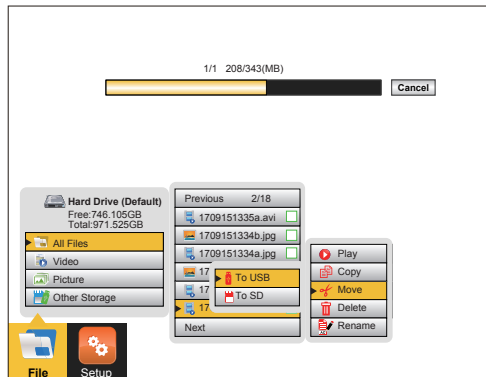 1/1 208/343(MB)
Cancel
Hard Drive (Default)
Free:746.105GB
Total:971.525GB
All Files
Video
Picture
Other Storage
Previous 2/18
1709151335a.avi
1709151334b.jpg
1709151334a.jpg
17
17
17
Next
To USB
To SD
Play
Copy
Move
Delete
Rename
File
Setup